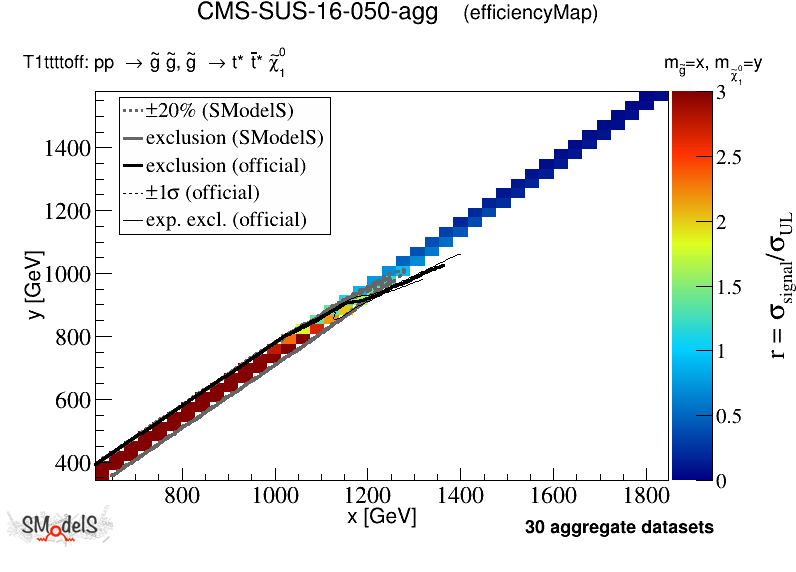 CMS-SUS-16-050-agg (efficiencyMap)
T1ttttoff: pp → g̃ g̃, g̃ → t* t̄* χ̃⁰₁
m_g̃=x, m_χ̃⁰₁=y
±20% (SModelS)
exclusion (SModelS)
exclusion (official)
±1σ (official)
exp. excl. (official)
3
2.5
2
1.5
1
0.5
0
r = σ_signal/σ_UL
1400
1200
1000
800
600
400
y [GeV]
800 1000 1200 1400 1600 1800
x [GeV]
SModelS
30 aggregate datasets